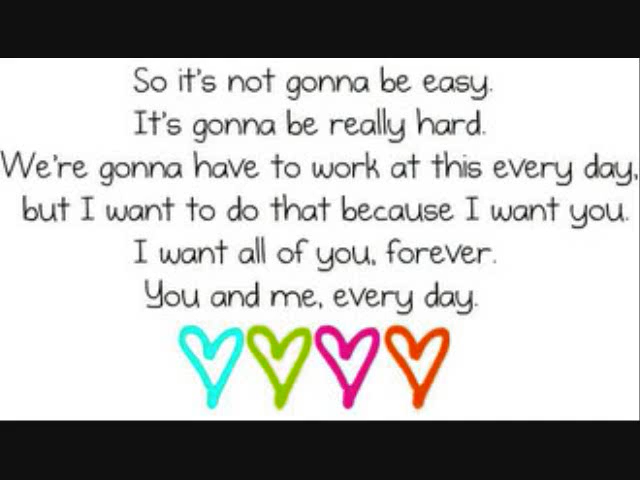 So it's not gonna be easy.
It's gonna be really hard.
We're gonna have to work at this every day,
but I want to do that because I want you.
I want all of you, forever.
You and me, every day.